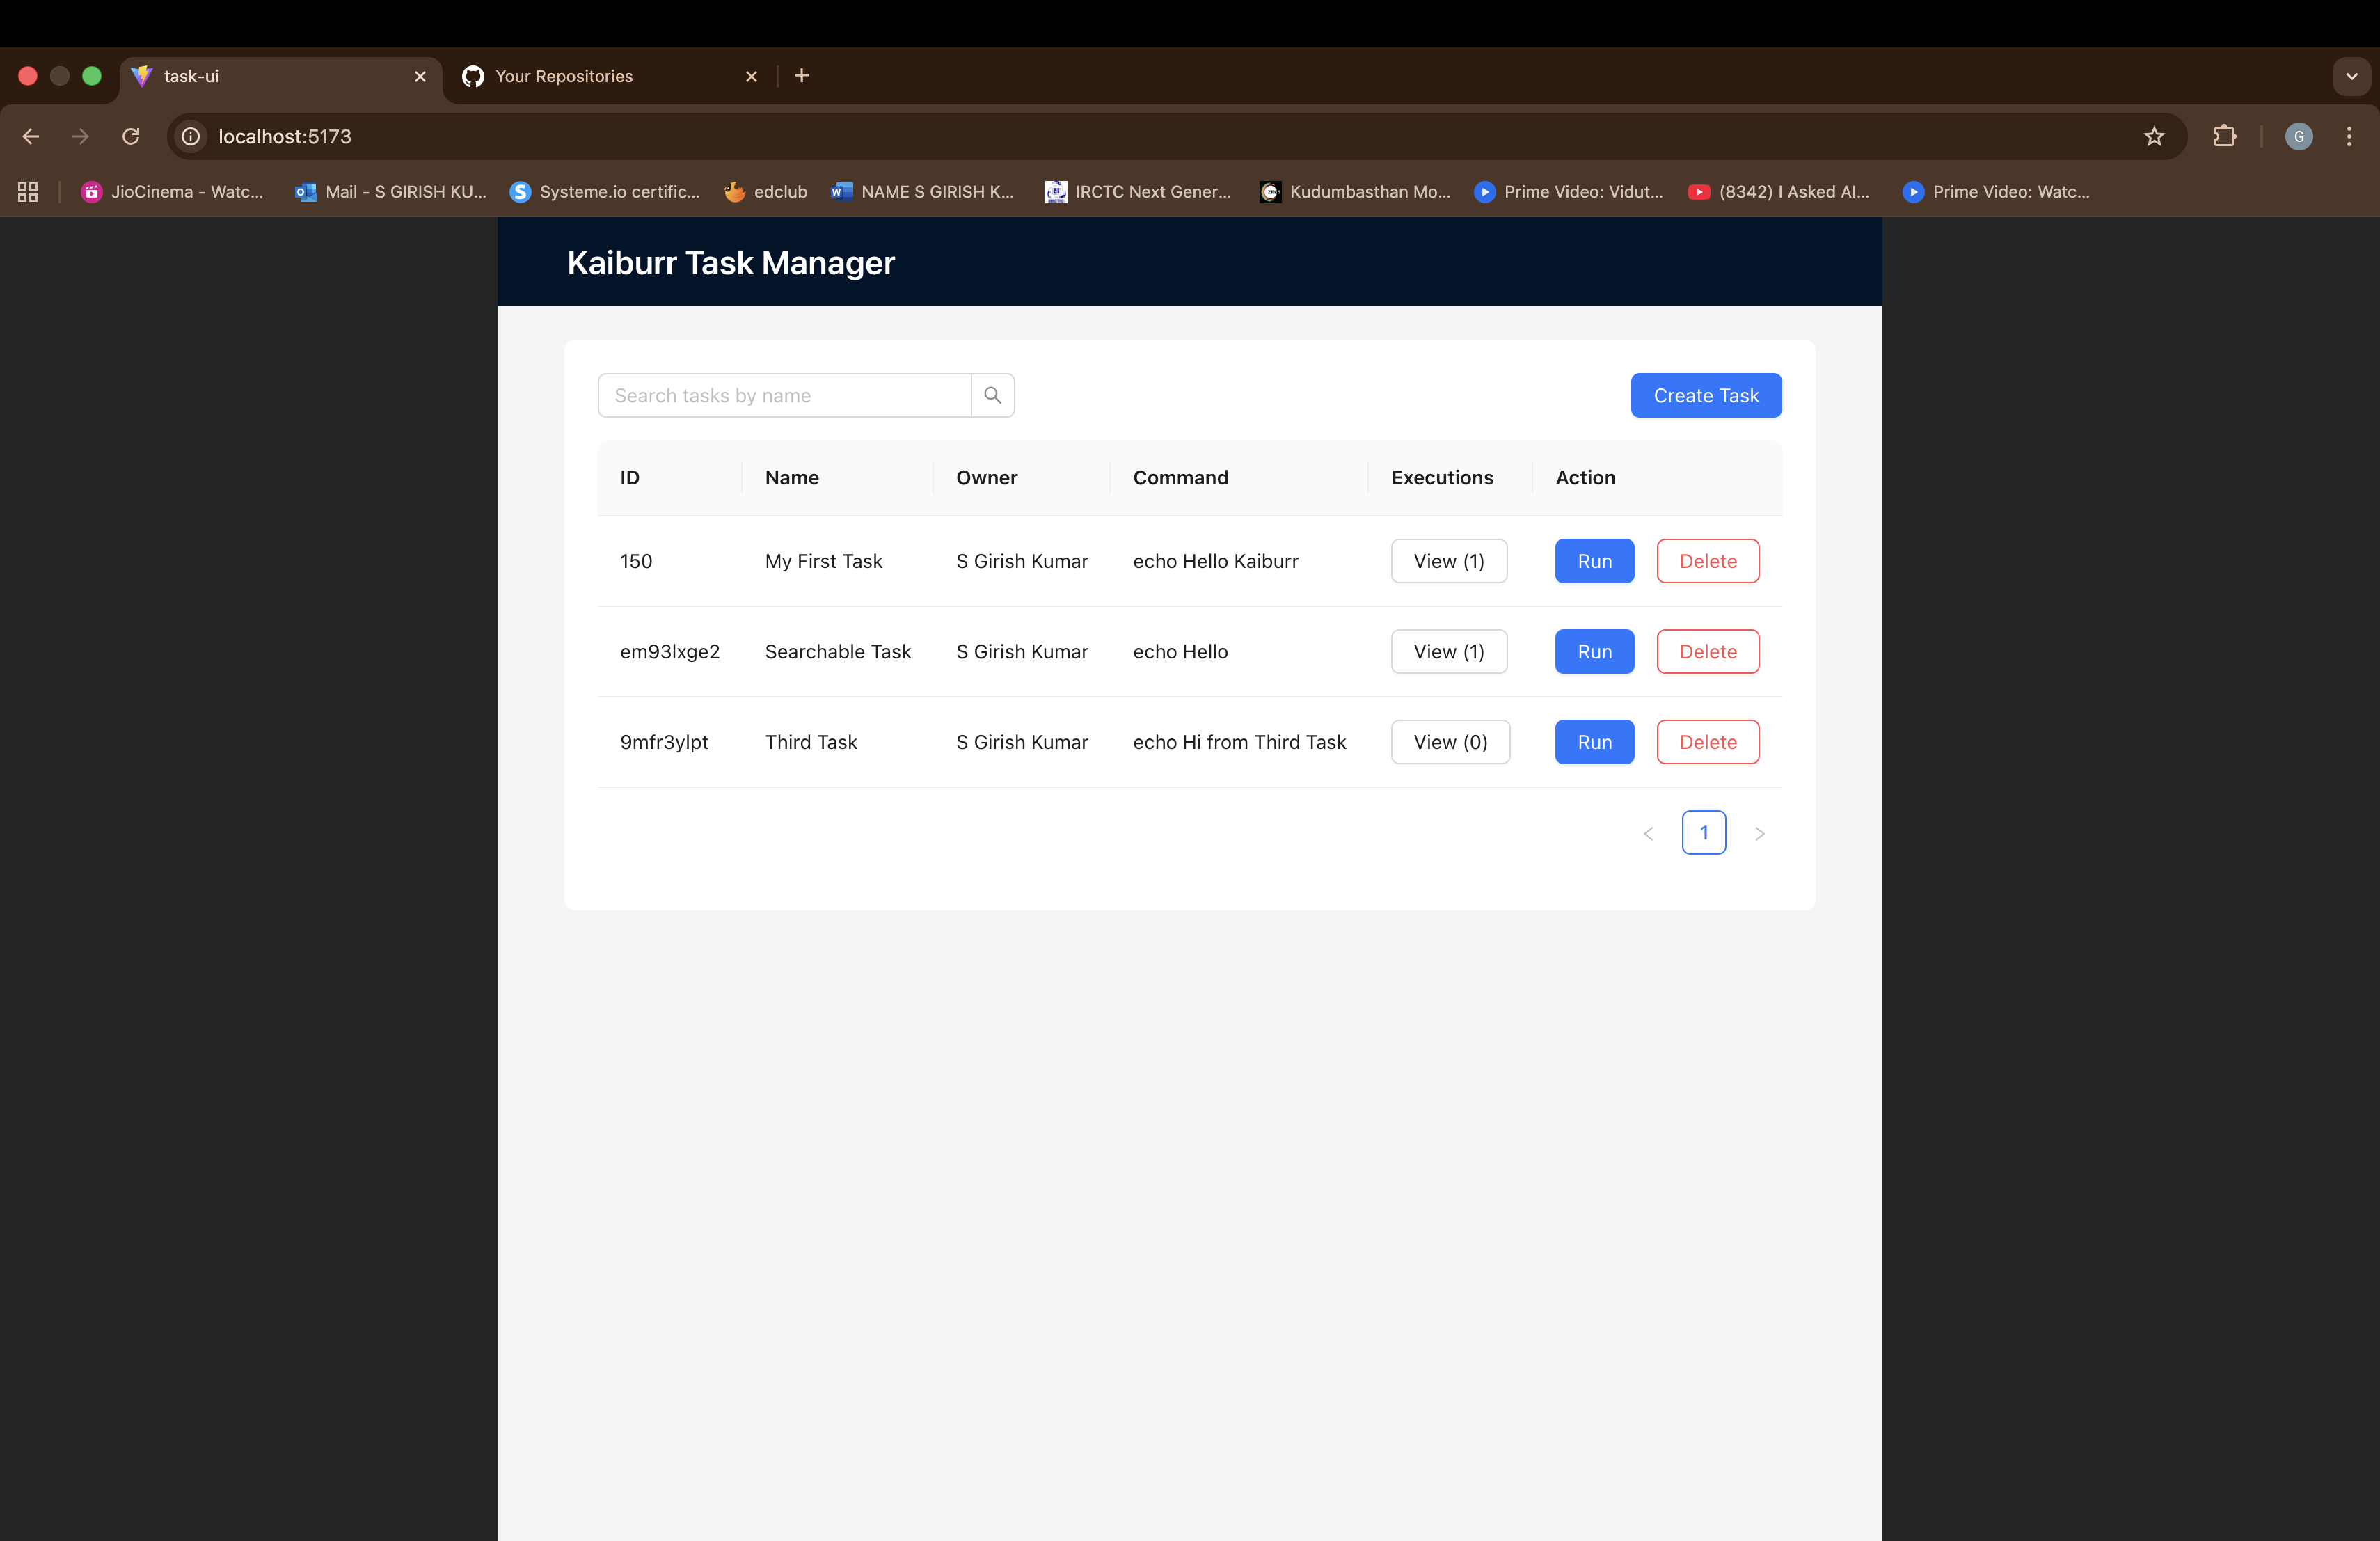 task-ui
Your Repositories
localhost:5173
G
JioCinema - Watc...
Mail - S GIRISH KU...
Systeme.io certific...
edclub
NAME S GIRISH K...
IRCTC Next Gener...
Kudumbasthan Mo...
Prime Video: Vidut...
(8342) I Asked AI...
Prime Video: Watc...
Kaiburr Task Manager
Search tasks by name
Create Task
ID Name Owner Command Executions Action
150 My First Task S Girish Kumar echo Hello Kaiburr View (1) Run Delete
em93lxge2 Searchable Task S Girish Kumar echo Hello View (1) Run Delete
9mfr3ylpt Third Task S Girish Kumar echo Hi from Third Task View (0) Run Delete
1